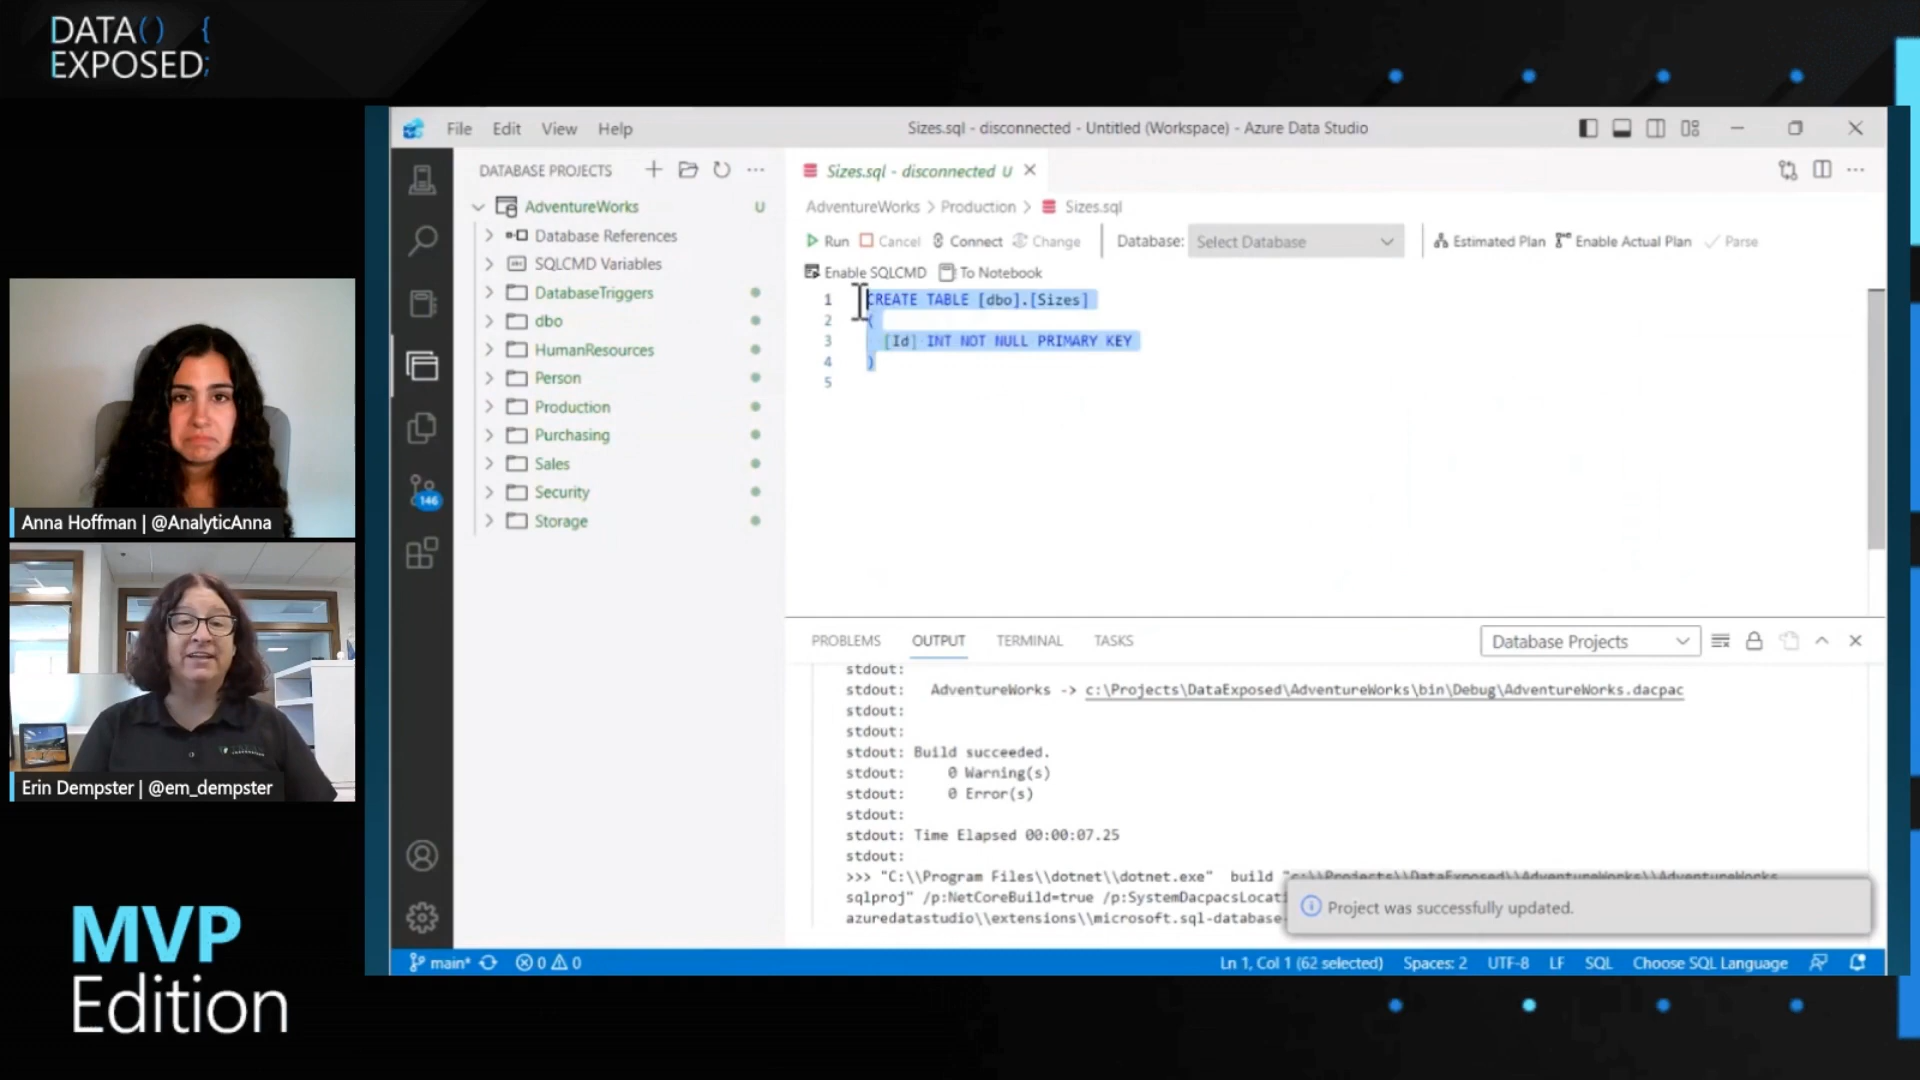 DATA() {
EXPOSED;
File Edit View Help
Sizes.sql - disconnected - Untitled (Workspace) - Azure Data Studio
DATABASE PROJECTS
AdventureWorks U
Database References
SQLCMD Variables
DatabaseTriggers
dbo
HumanResources
Person
Production
Purchasing
Sales
Security
Storage
146
Sizes.sql - disconnected U
AdventureWorks > Production > Sizes.sql
Run Cancel Connect Change Database: Select Database Estimated Plan Enable Actual Plan Parse
Enable SQLCMD To Notebook
1 CREATE TABLE [dbo].[Sizes]
2 (
3 [Id] INT NOT NULL PRIMARY KEY
4 )
5
PROBLEMS OUTPUT TERMINAL TASKS Database Projects
stdout:
stdout: AdventureWorks -> c:\Projects\DataExposed\AdventureWorks\bin\Debug\AdventureWorks.dacpac
stdout:
stdout:
stdout: Build succeeded.
stdout: 0 Warning(s)
stdout: 0 Error(s)
stdout:
stdout: Time Elapsed 00:00:07.25
stdout:
>>> "C:\\Program Files\\dotnet\\dotnet.exe" build "c:\\Projects\\DataExposed\\AdventureWorks\\AdventureWorks.
sqlproj" /p:NetCoreBuild=true /p:SystemDacpacsLocati
azuredatastudio\\extensions\\microsoft.sql-database-
Project was successfully updated.
main* 0 0 Ln 1, Col 1 (62 selected) Spaces: 2 UTF-8 LF SQL Choose SQL Language
Anna Hoffman | @AnalyticAnna
Erin Dempster | @em_dempster
MVP
Edition